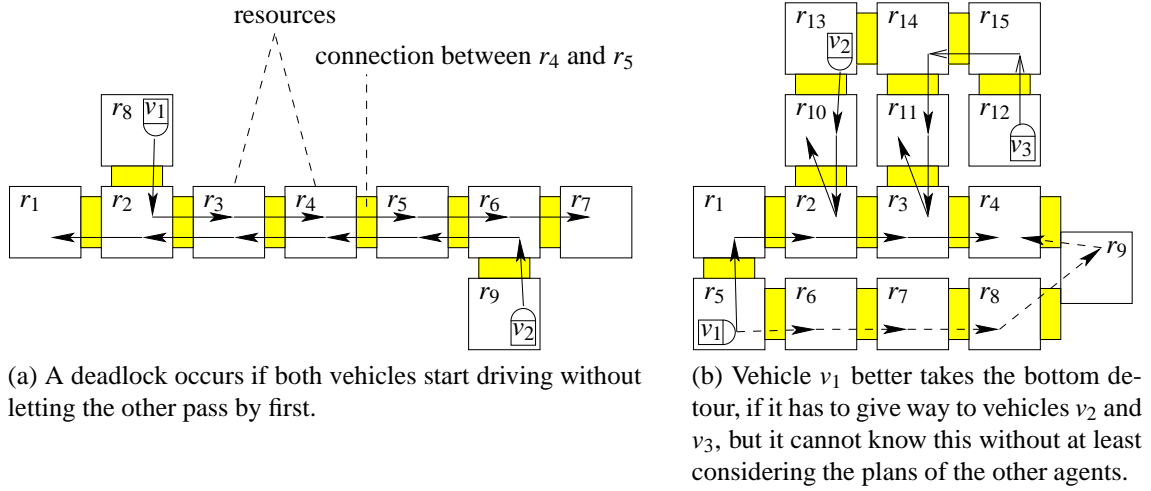 resources
connection between r4 and r5
r8 v1
r1 r2 r3 r4 r5 r6 r7
r9
v2
(a) A deadlock occurs if both vehicles start driving without
letting the other pass by first.
r13 r14 r15
v2
r10 r11 r12
v3
r1 r2 r3 r4
r9
r5 r6 r7 r8
v1
(b) Vehicle v1 better takes the bottom de-
tour, if it has to give way to vehicles v2 and
v3, but it cannot know this without at least
considering the plans of the other agents.